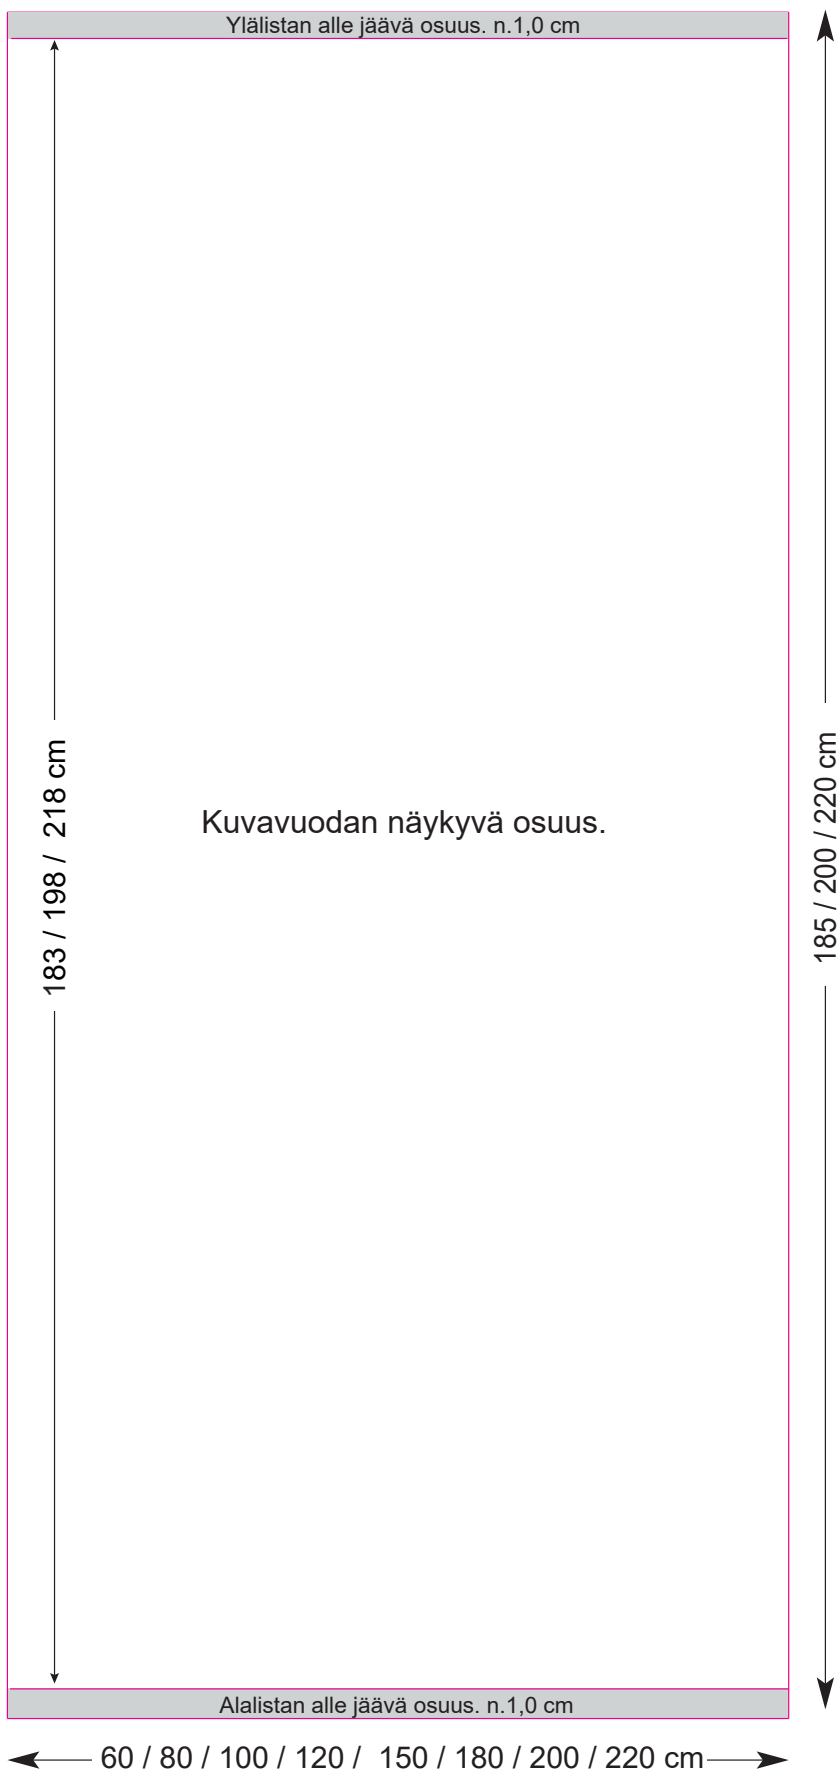 Ylälistan alle jäävä osuus. n.1,0 cm
183 / 198 / 218 cm
Kuvavuodan näykyvä osuus.
185 / 200 / 220 cm
Alalistan alle jäävä osuus. n.1,0 cm
60 / 80 / 100 / 120 / 150 / 180 / 200 / 220 cm